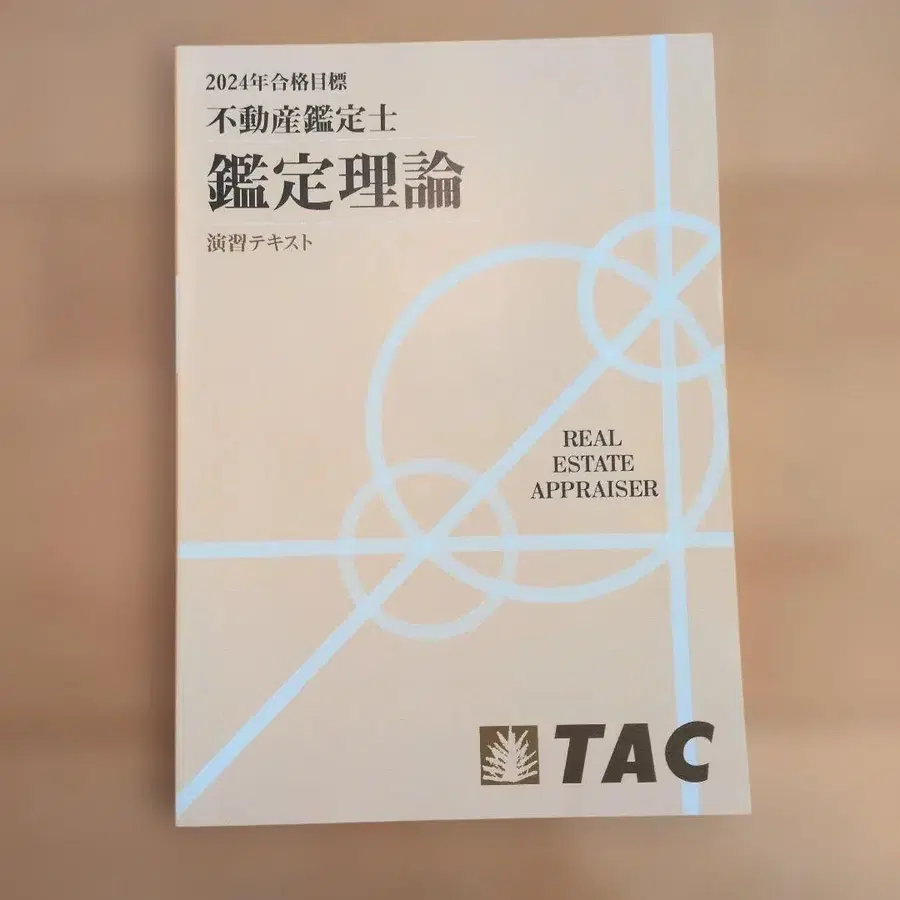 2024年合格目標
不動産鑑定士
鑑定理論
演習テキスト
REAL
ESTATE
APPRAISER
TAC